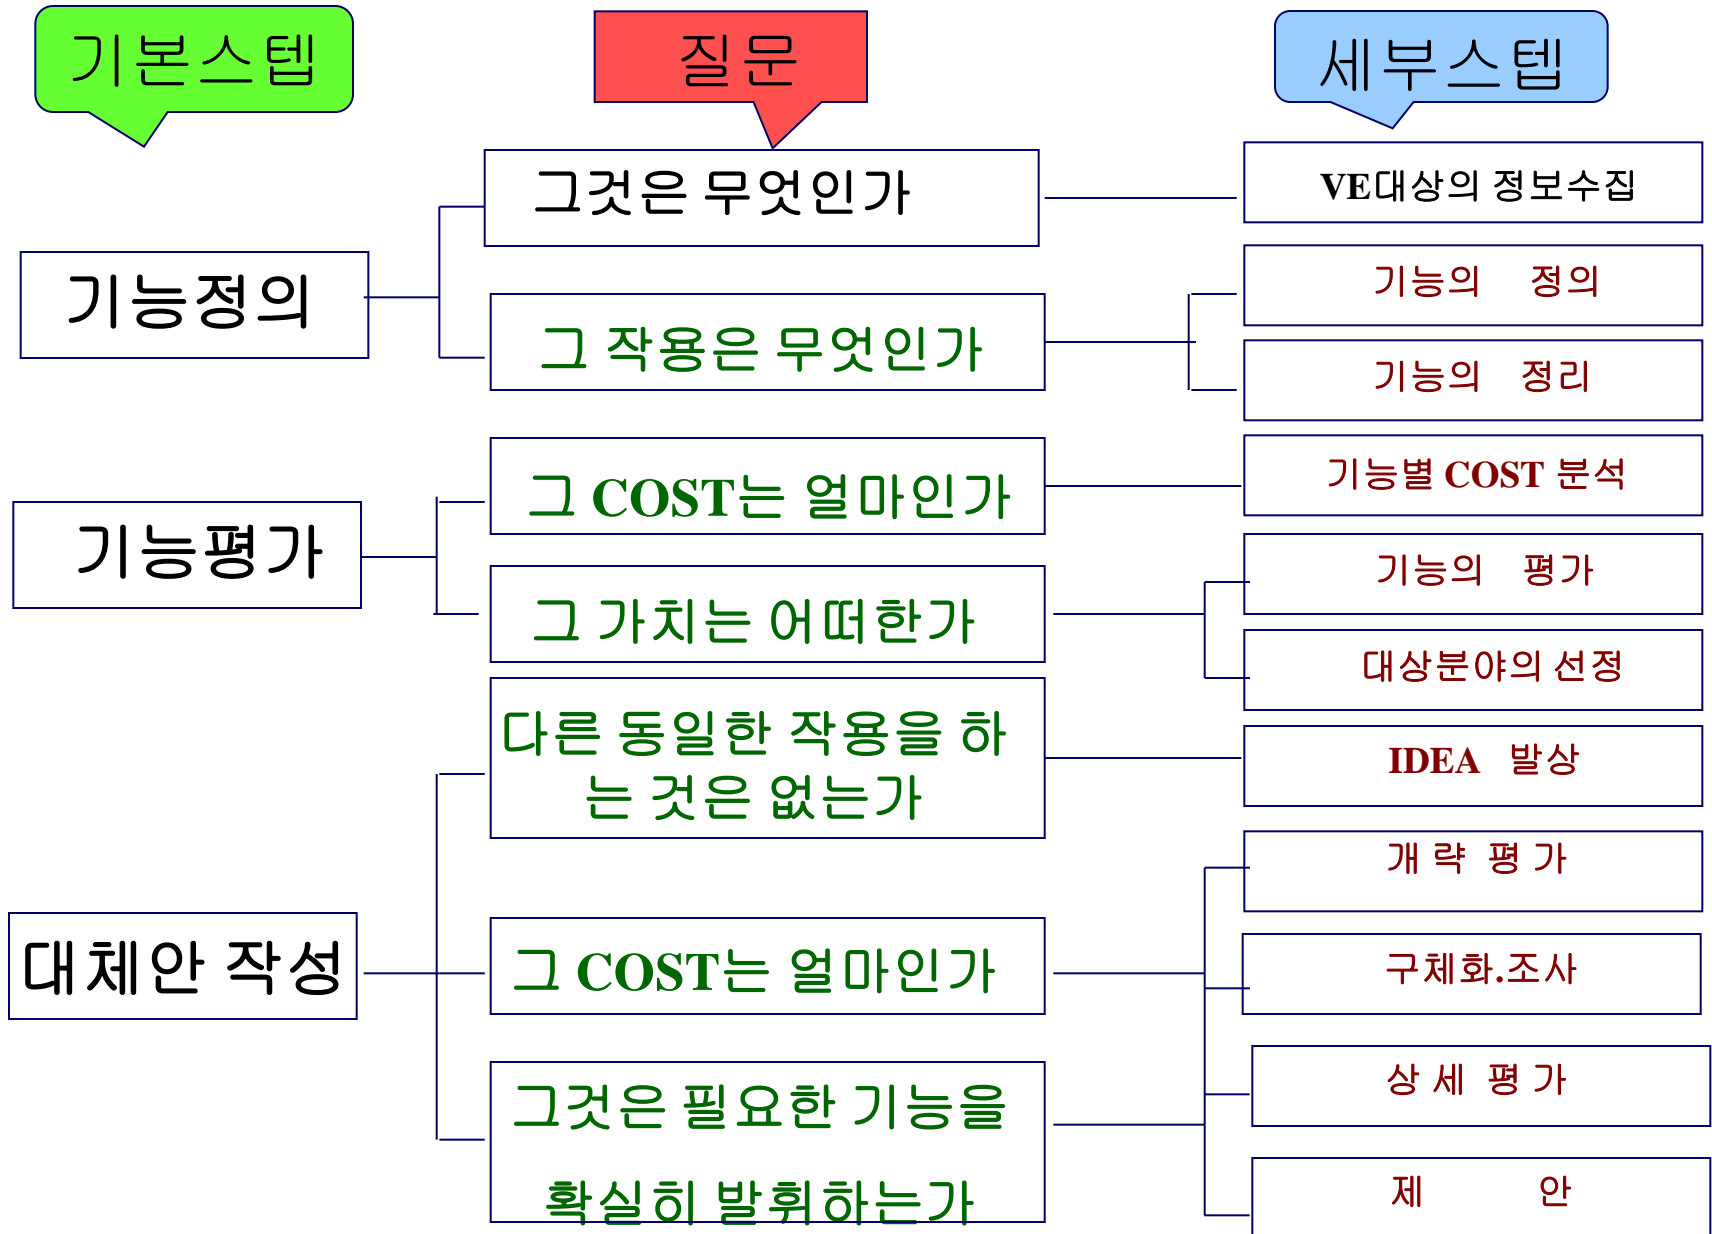 기본스텝
질문
세부스텝
그것은 무엇인가
VE대상의 정보수집
기능정의
그 작용은 무엇인가
기능의 정의
기능의 정리
기능평가
그 COST는 얼마인가
기능별 COST 분석
그 가치는 어떠한가
기능의 평가
대상분야의 선정
다른 동일한 작용을 하
는 것은 없는가
IDEA 발상
대체안 작성
그 COST는 얼마인가
개 략 평 가
구체화.조사
그것은 필요한 기능을
확실히 발휘하는가
상 세 평 가
제 안